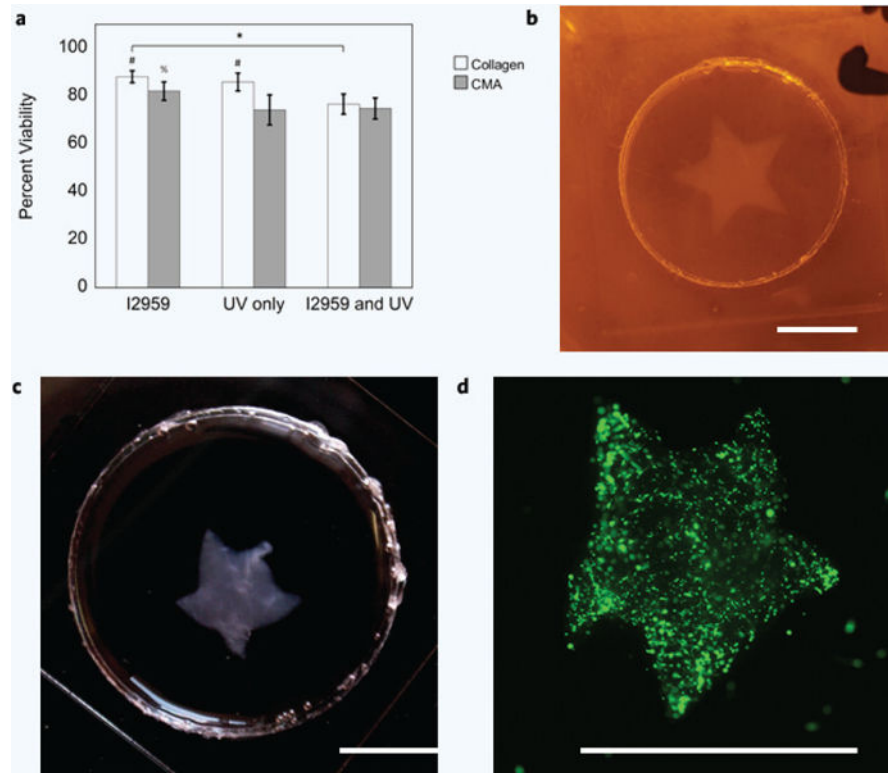 a
100
80
60
40
20
0
Percent Viability
#
%
#
*
I2959
UV only
I2959 and UV
Collagen
CMA
b
c
d